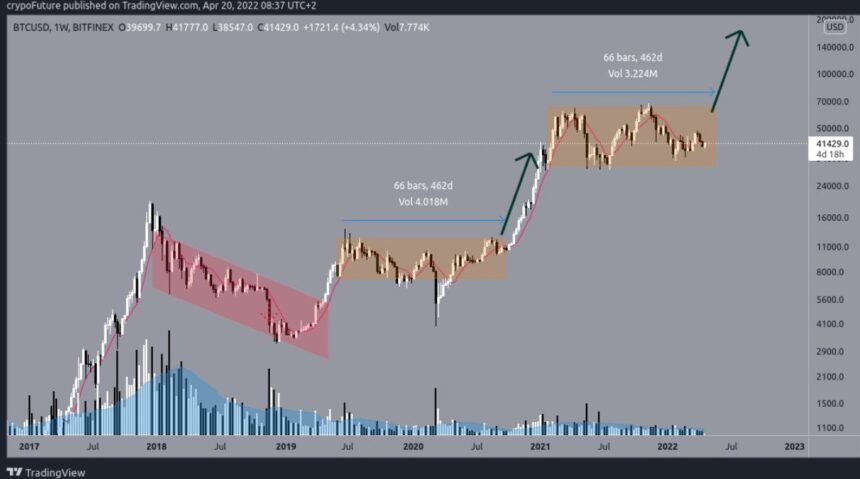 crypoFuture published on TradingView.com, Apr 20, 2022 08:37 UTC+2
BTCUSD, 1W, BITFINEX O39699.7 H41777.0 L38547.0 C41429.0 +1721.4 (+4.34%) Vol7.774K
USD
200000.0
140000.0
100000.0
70000.0
50000.0
41429.0
4d 18h
24000.0
16000.0
11000.0
8000.0
5600.0
4100.0
2900.0
2100.0
1500.0
1100.0
66 bars, 462d
Vol 3.224M
66 bars, 462d
Vol 4.018M
2017 Jul 2018 Jul 2019 Jul 2020 Jul 2021 Jul 2022 Jul 2023
TradingView